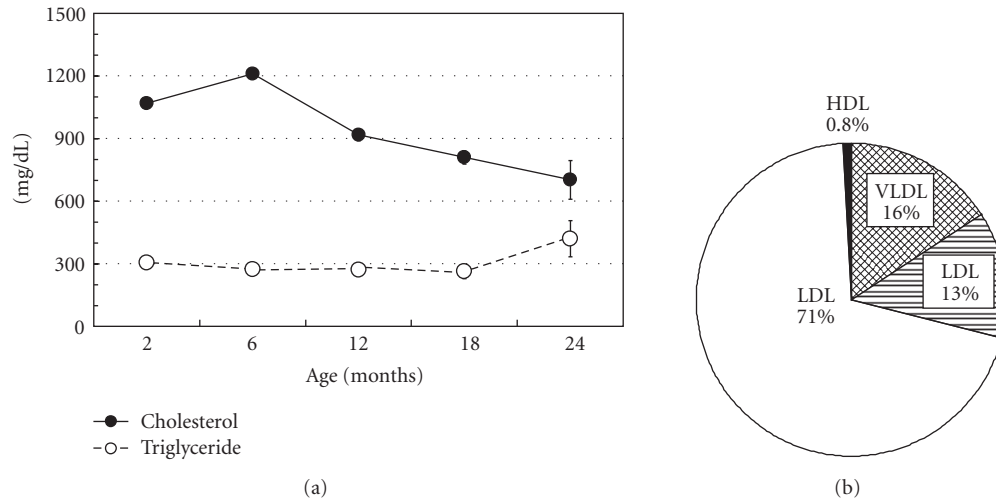 1500
1200
900
600
300
0
(mg/dL)
2 6 12 18 24
Age (months)
Cholesterol
Triglyceride
(a)
HDL
0.8%
VLDL
16%
LDL
13%
LDL
71%
(b)